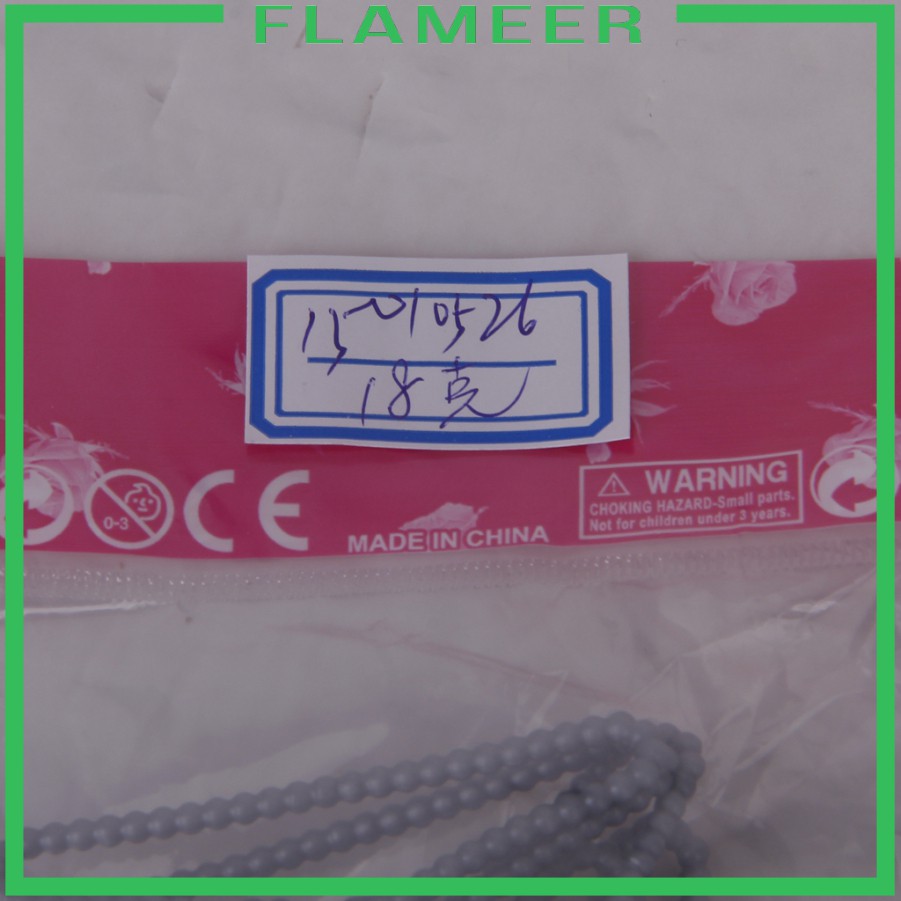 FLAMEER
15010526
18克
0-3
CE
WARNING
CHOKING HAZARD-Small parts.
Not for children under 3 years.
MADE IN CHINA